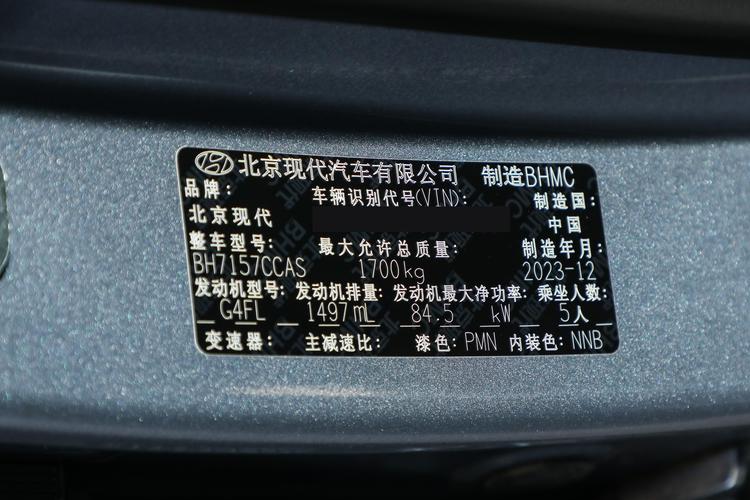 北京现代汽车有限公司 制造BHMC
品牌: 车辆识别代号(VIN): 制造国:
北京现代 中国
整车型号: 最大允许总质量: 制造年月:
BH7157CCAS 1700kg 2023-12
发动机型号: 发动机排量: 发动机最大净功率: 乘坐人数:
G4FL 1497mL 84.5 kW 5人
变速器: 主减速比: 漆色: PMN 内装色: NNB